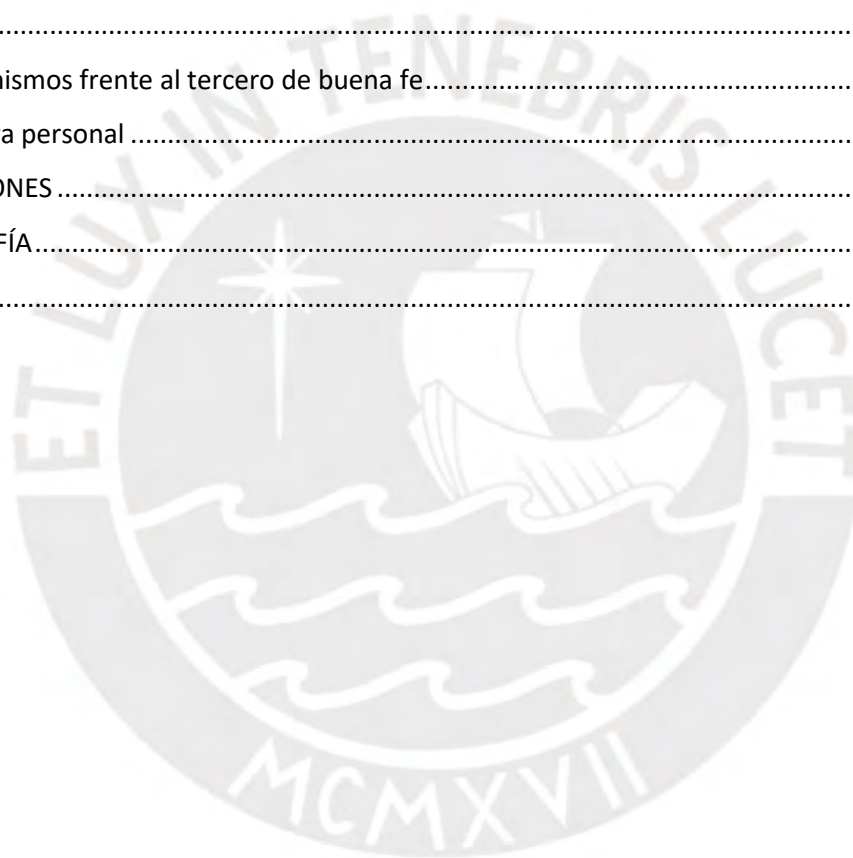 ...............................................................................................................
nismos frente al tercero de buena fe...............................................................
a personal ...............................................................................................
ONES ......................................................................................................
FÍA.........................................................................................................
...............................................................................................................
ET LUX IN TENEBRIS LUCET
MCMXVII